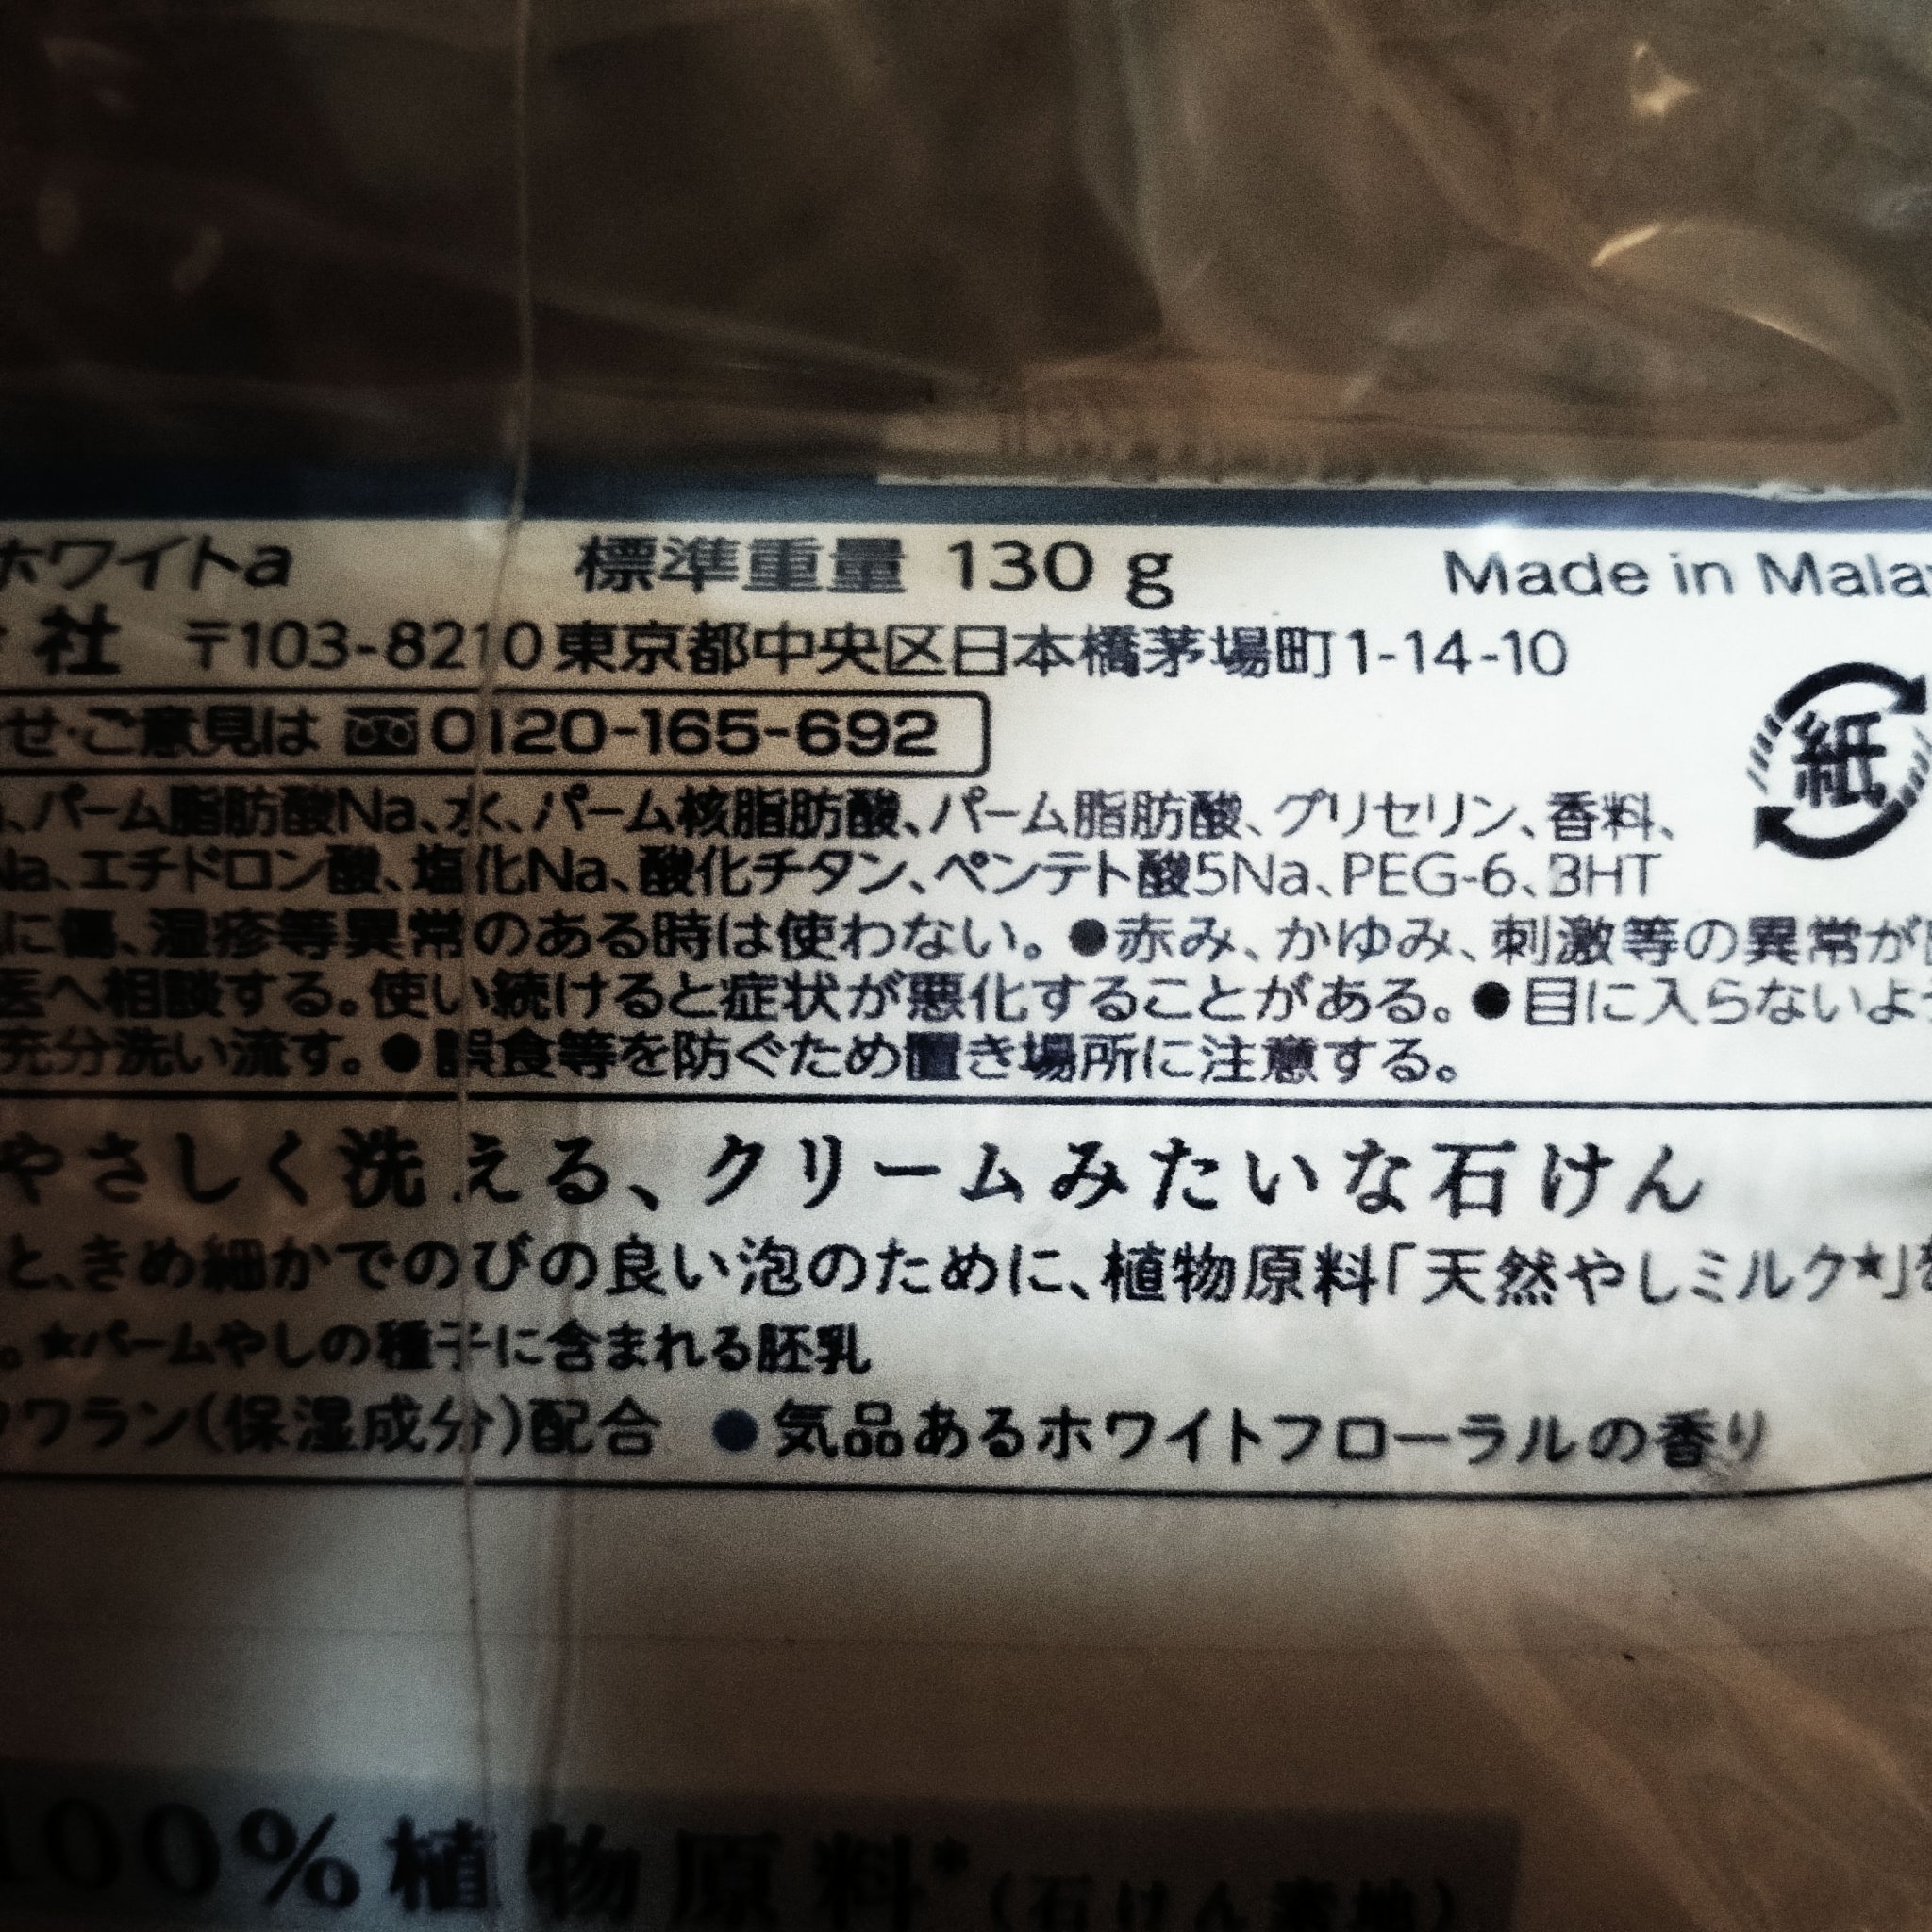 ホワイトa 標準重量 130 g Made in Mala
社 〒103-8210東京都中央区日本橋茅場町1-14-10
せ・ご意見は 0120-165-692
紙
、パーム脂肪酸Na、水、パーム核脂肪酸、パーム脂肪酸、グリセリン、香料、
Na、エチドロン酸、塩化Na、酸化チタン、ペンテト酸5Na、PEG-6、BHT
に傷、湿疹等異常のある時は使わない。●赤み、かゆみ、刺激等の異常が
医へ相談する。使い続けると症状が悪化することがある。●目に入らないよ
充分洗い流す。●誤食等を防ぐため置き場所に注意する。
やさしく洗える、クリームみたいな石けん
と、きめ細かでのびの良い泡のために、植物原料「天然やしミルク★」
。★パームやしの種子に含まれる胚乳
クワラン(保湿成分)配合 ●気品あるホワイトフローラルの香り
100%植物原料*(石けん素地)